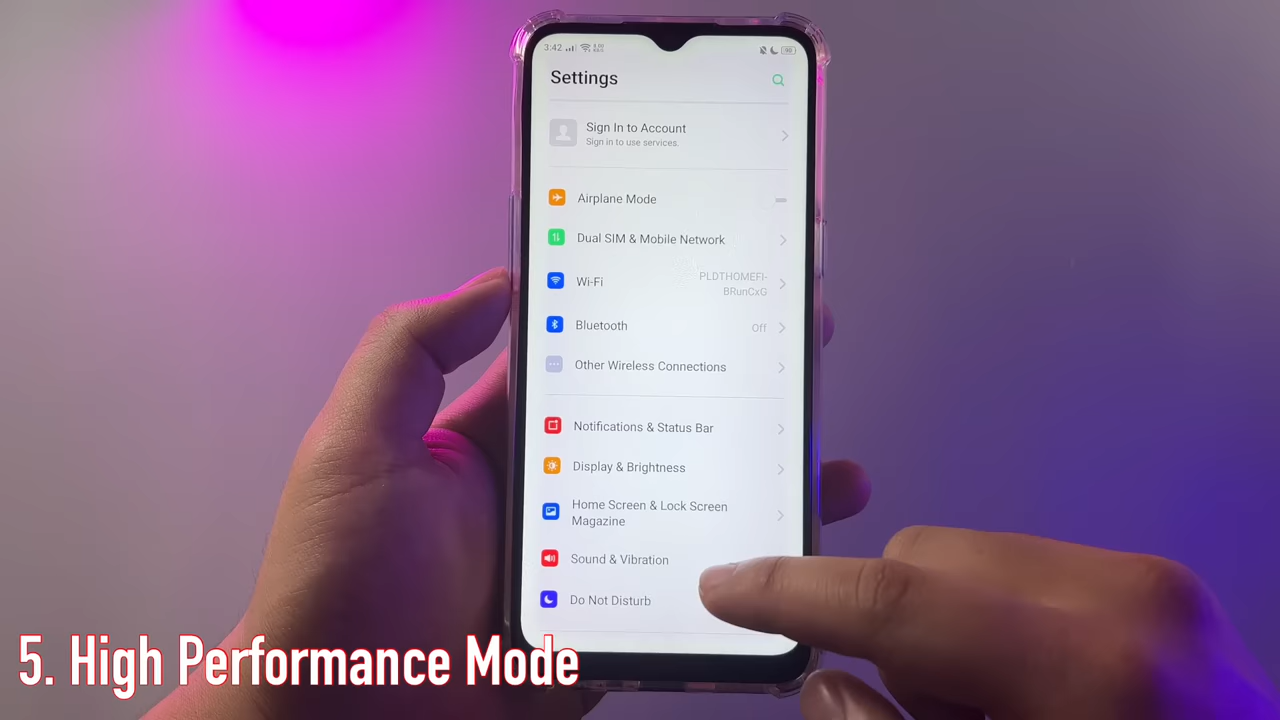 3:42
Settings
Sign In to Account
Sign in to use services.
Airplane Mode
Dual SIM & Mobile Network
Wi-Fi
PLDTHOMEFI-
BRunCxG
Bluetooth
Off
Other Wireless Connections
Notifications & Status Bar
Display & Brightness
Home Screen & Lock Screen
Magazine
Sound & Vibration
Do Not Disturb
5. High Performance Mode